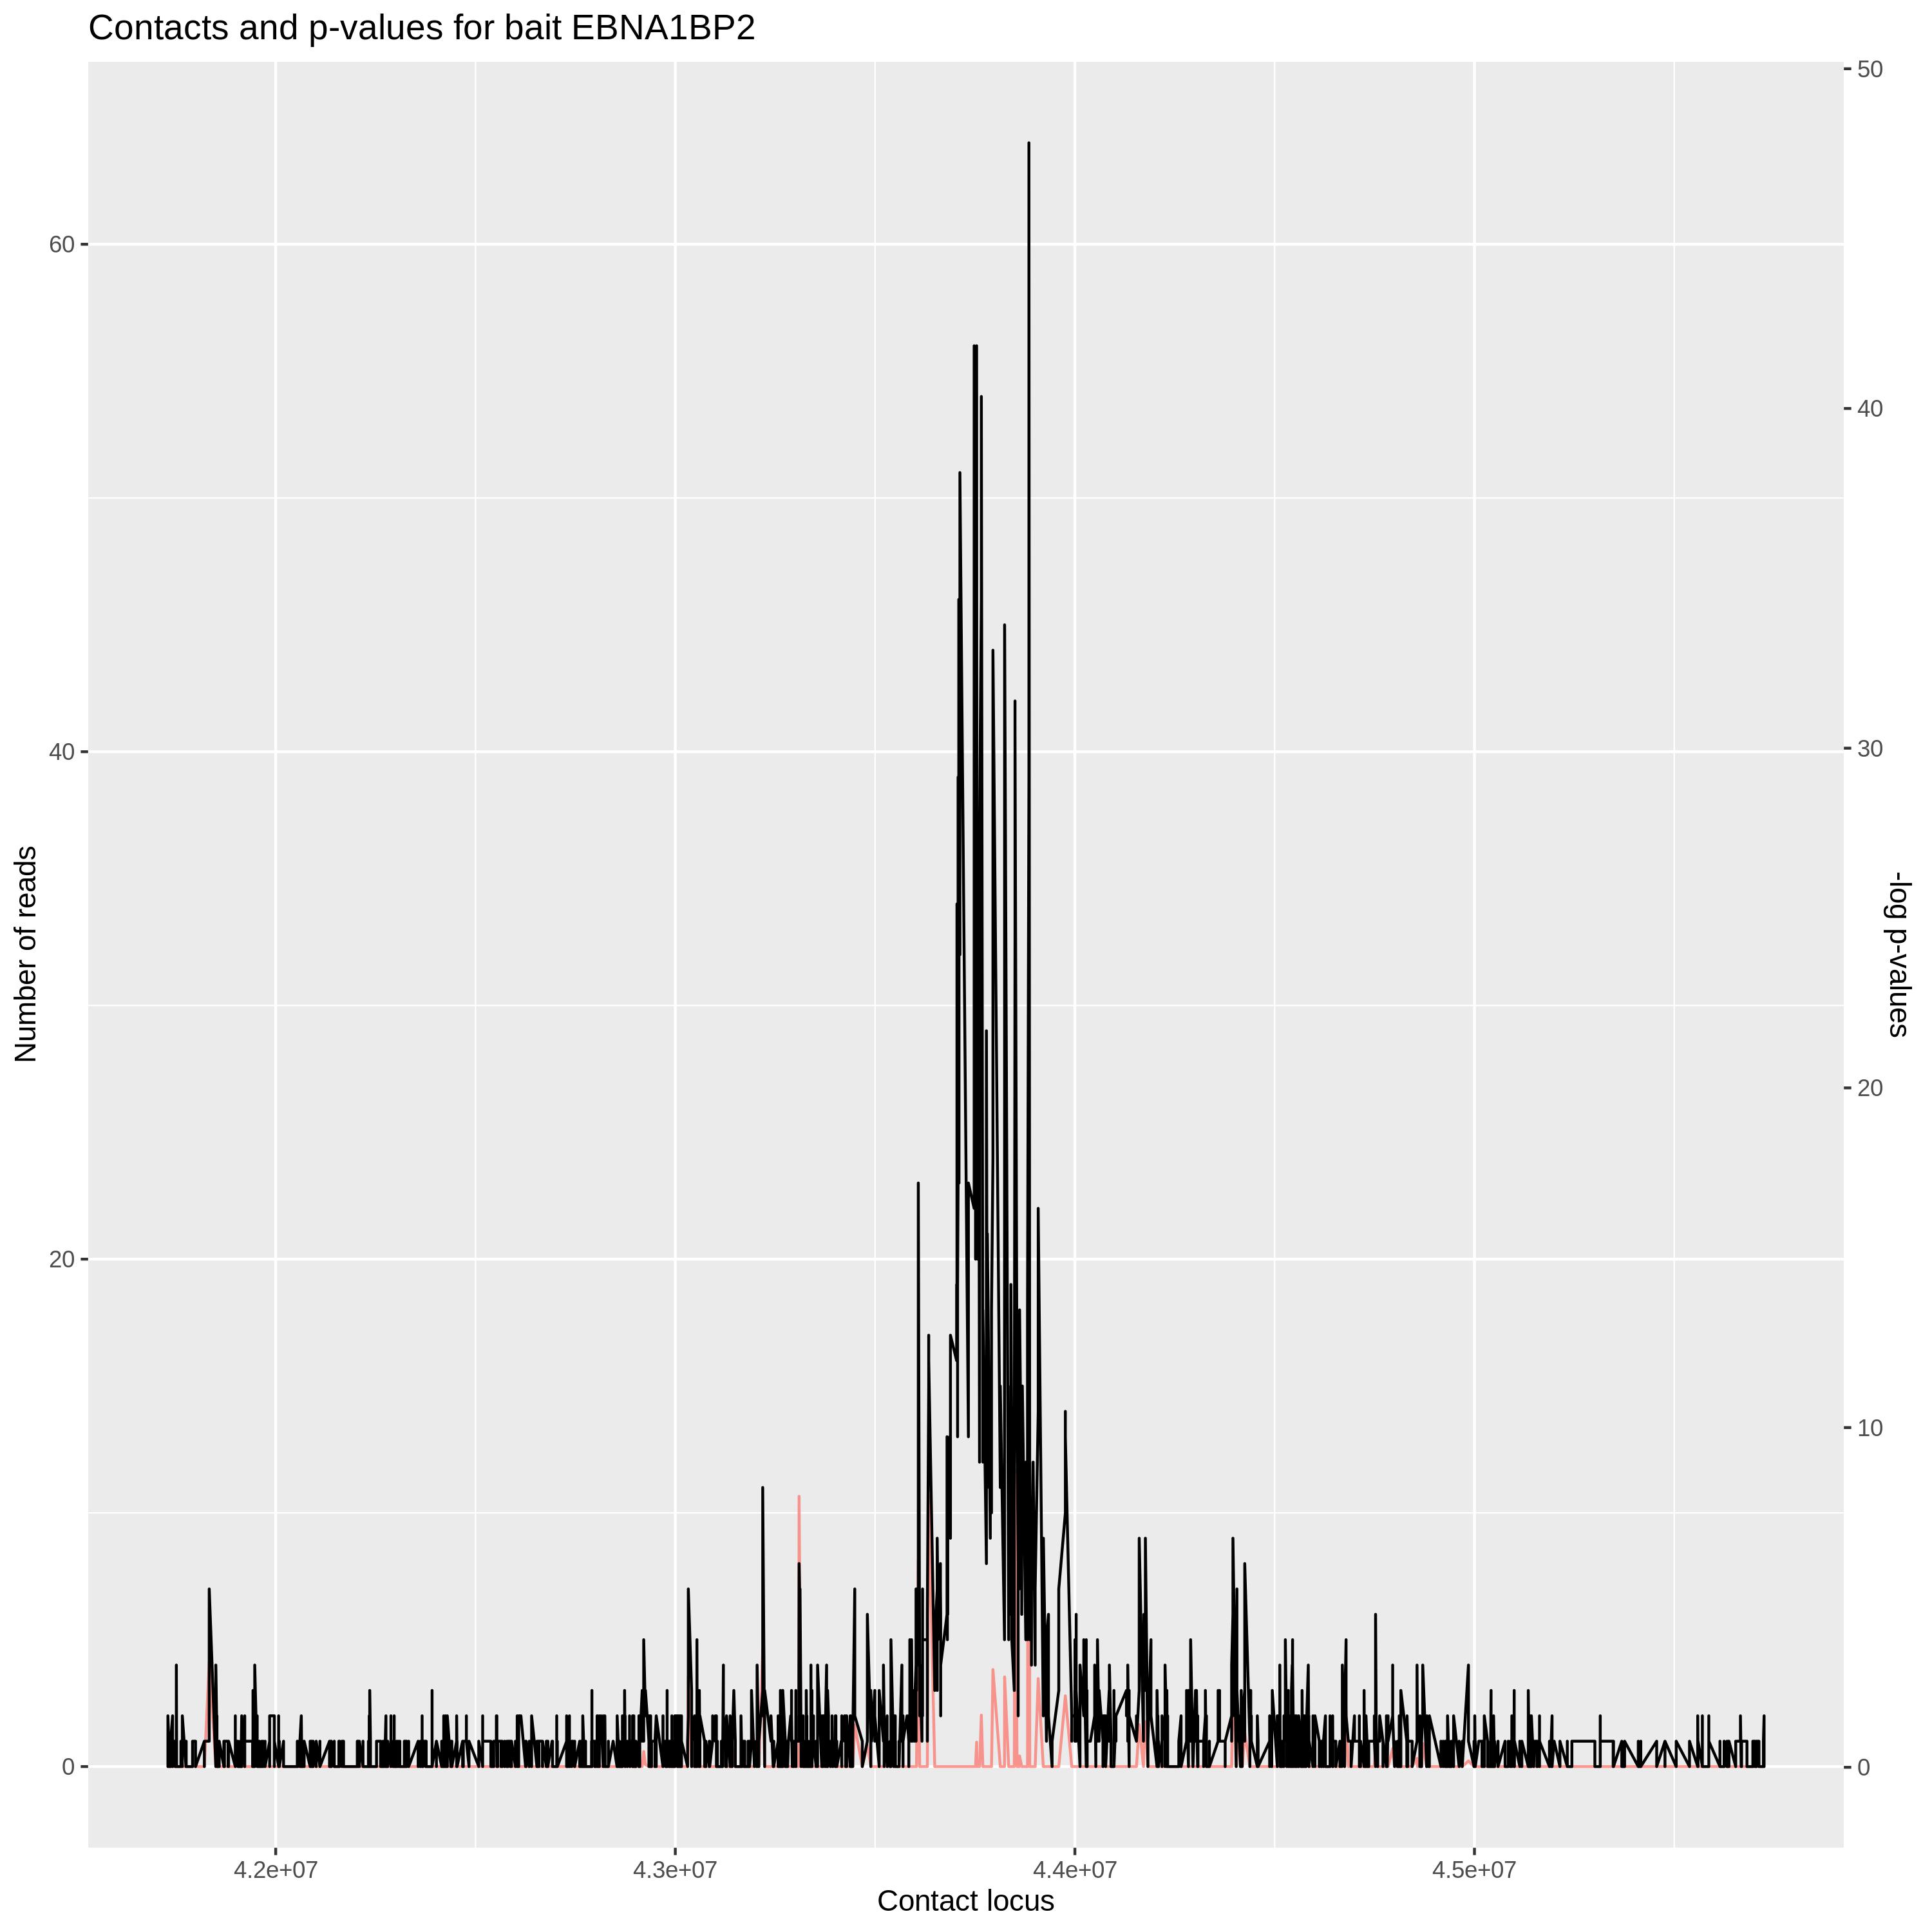 Contacts and p-values for bait EBNA1BP2
50
60
40
40
30
Number of reads
-log p-values
20
20
10
0
0
4.2e+07 4.3e+07 4.4e+07 4.5e+07
Contact locus